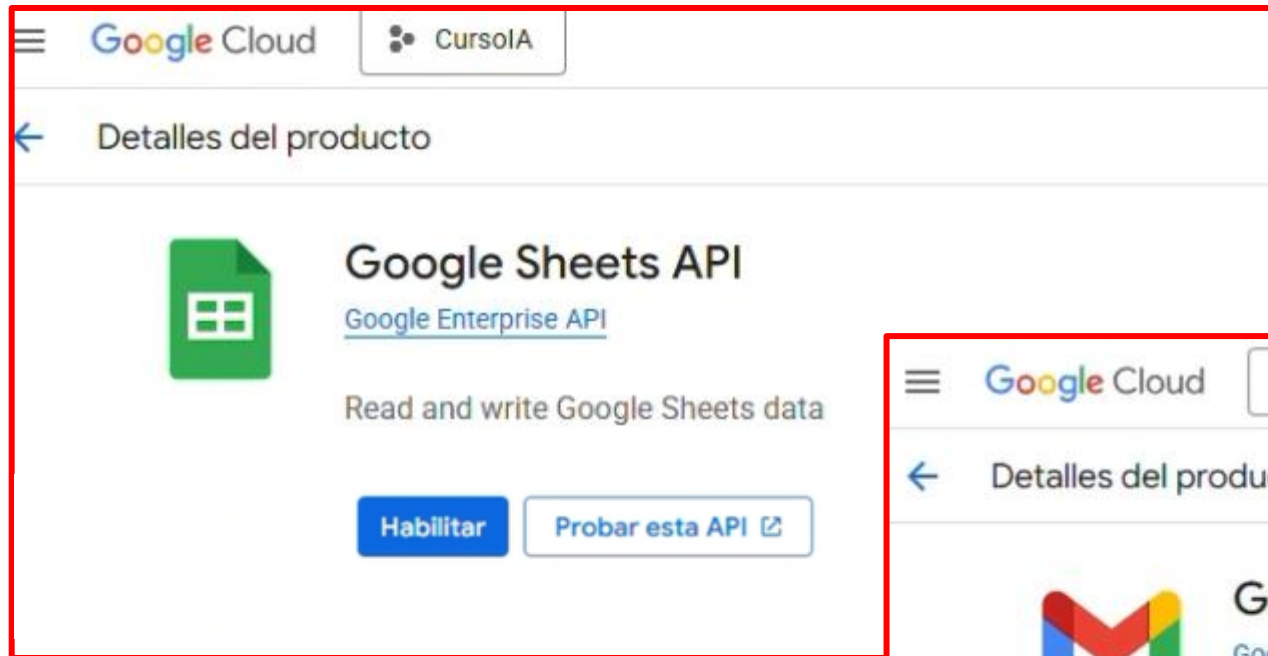 Google Cloud
CursoIA
Detalles del producto
Google Sheets API
Google Enterprise API
Read and write Google Sheets data
Habilitar
Probar esta API
Google Cloud
Detalles del